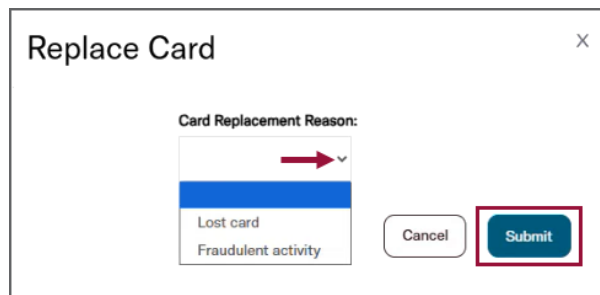 Replace Card
X
Card Replacement Reason:
Lost card
Fraudulent activity
Cancel
Submit